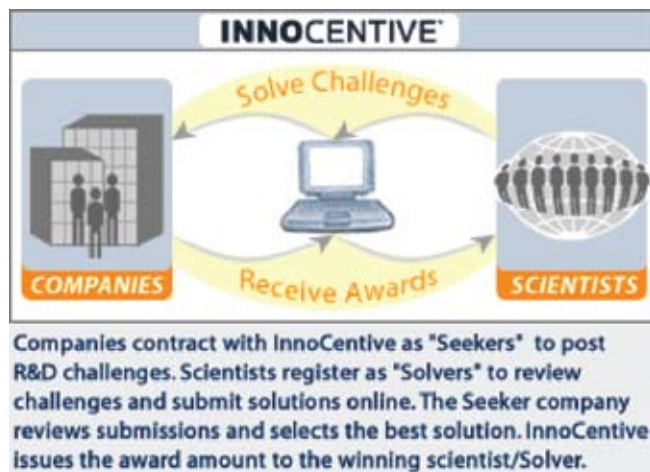 INNOCENTIVE
Solve Challenges
COMPANIES
SCIENTISTS
Receive Awards
Companies contract with InnoCentive as "Seekers" to post
R&D challenges. Scientists register as "Solvers" to review
challenges and submit solutions online. The Seeker company
reviews submissions and selects the best solution. InnoCentive
issues the award amount to the winning scientist/Solver.